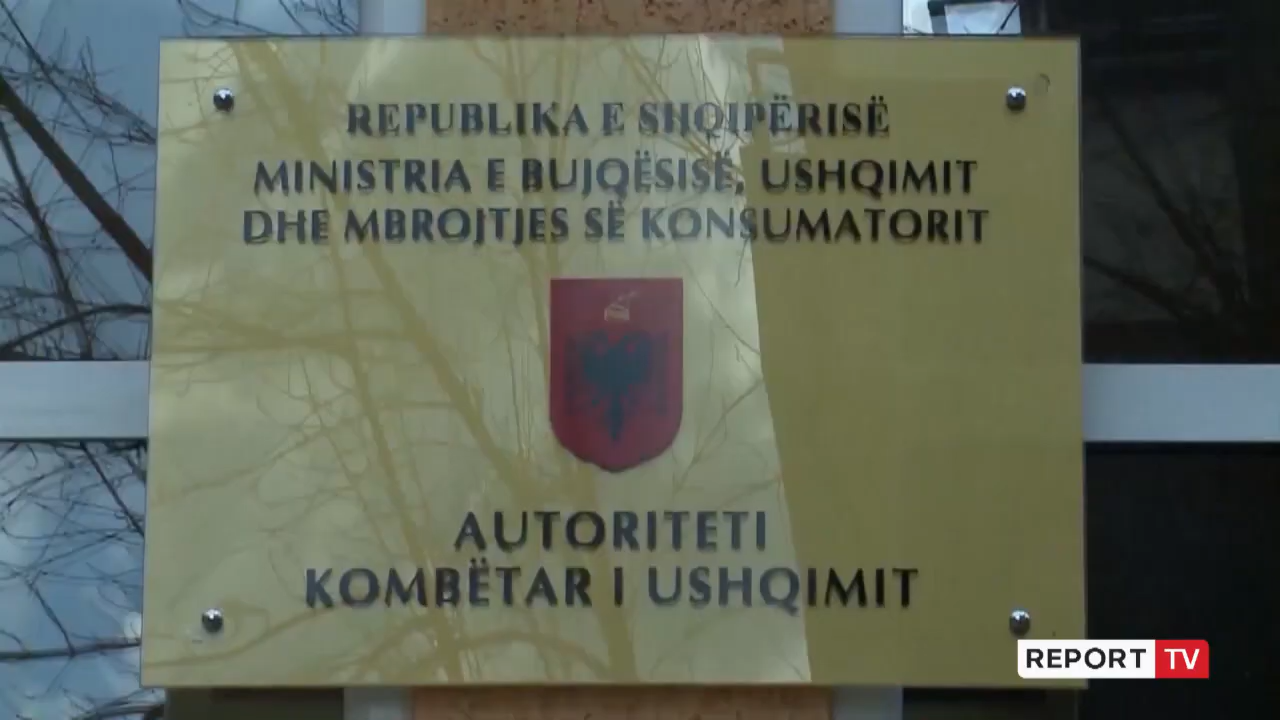 REPUBLIKA E SHQIPËRISË
MINISTRIA E BUJQËSISË, USHQIMIT
DHE MBROJTJES SË KONSUMATORIT
AUTORITETI
KOMBËTAR I USHQIMIT
REPORT TV